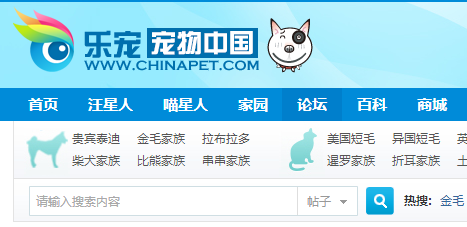 乐宠 宠物中国
WWW.CHINAPET.COM
首页 汪星人 喵星人 家园 论坛 百科 商城
贵宾泰迪 金毛家族 拉布拉多 美国短毛 异国短毛 英
柴犬家族 比熊家族 串串家族 暹罗家族 折耳家族 土
请输入搜索内容 帖子 热搜: 金毛